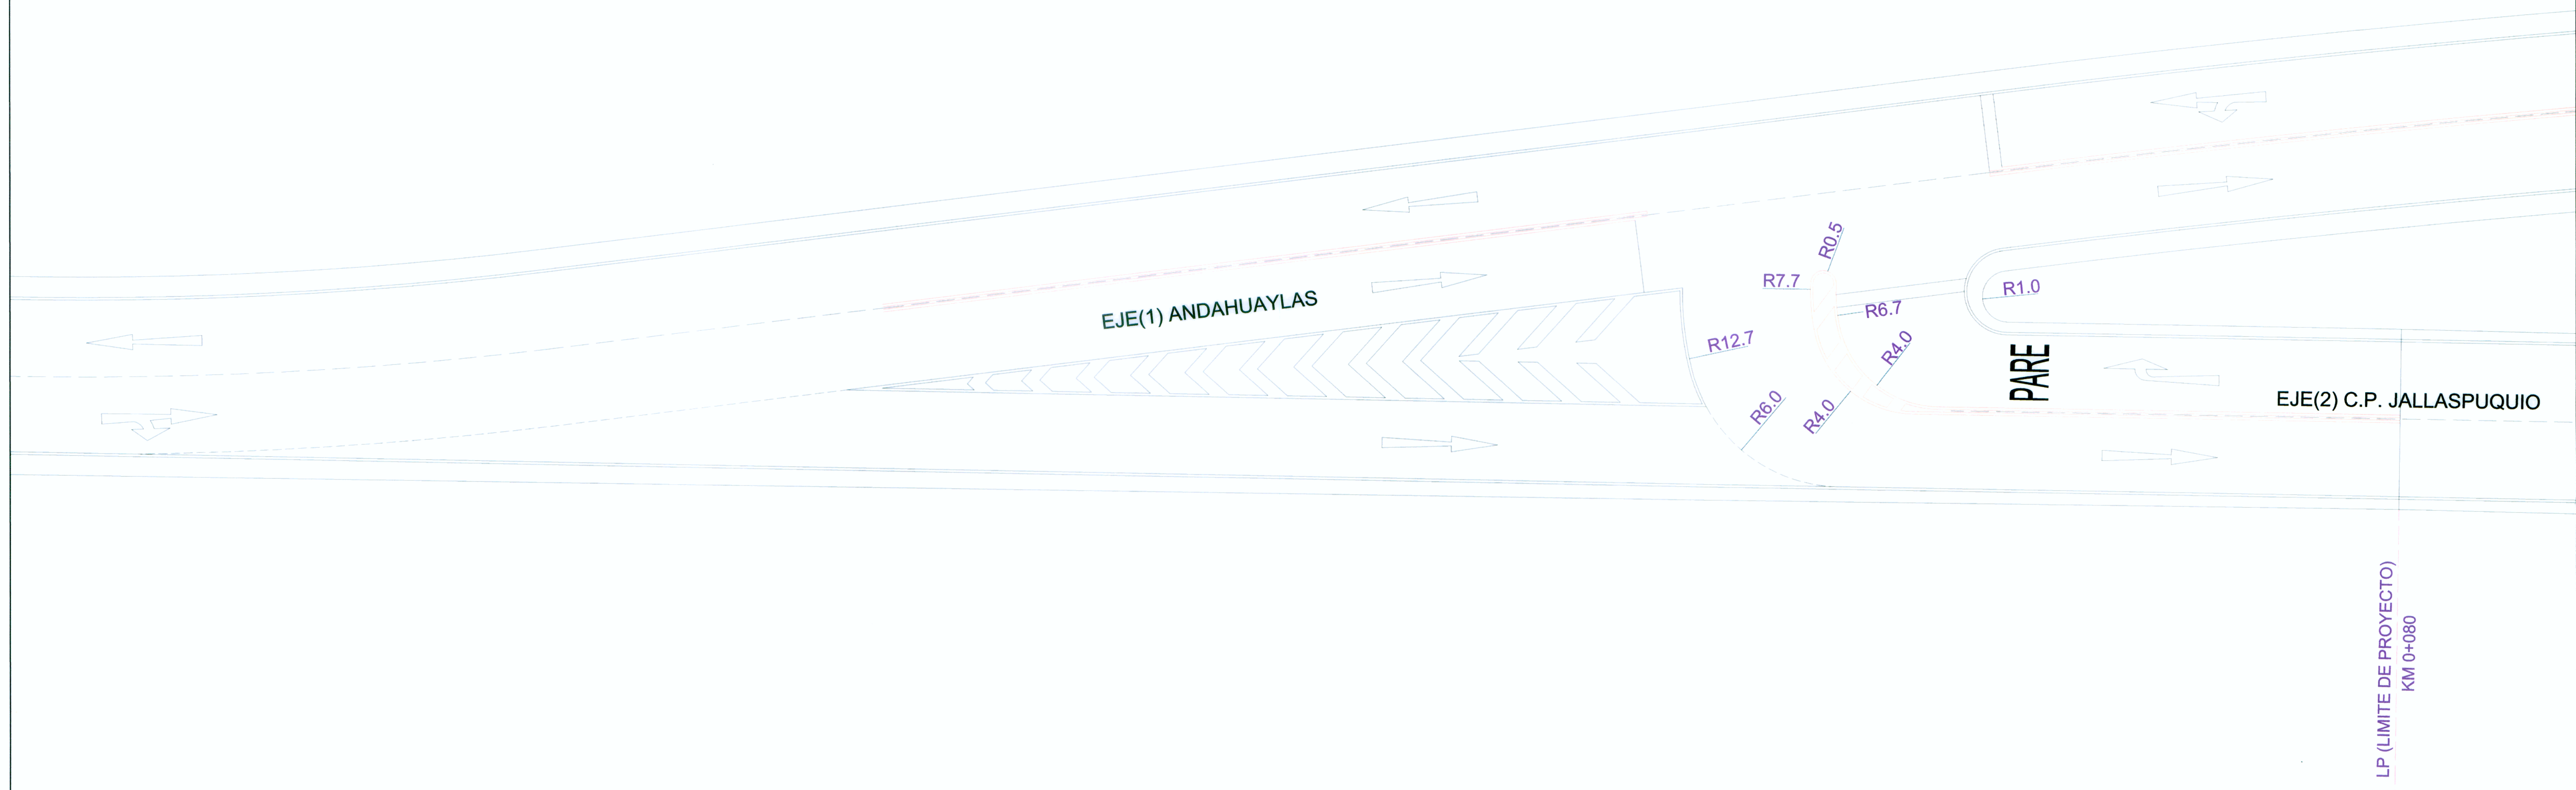 R0.5
R7.7
R1.0
EJE(1) ANDAHUAYLAS
R6.7
R12.7
R4.0
PARE
R6.0
R4.0
EJE(2) C.P. JALLASPUQUIO
LP (LIMITE DE PROYECTO)
KM 0+080